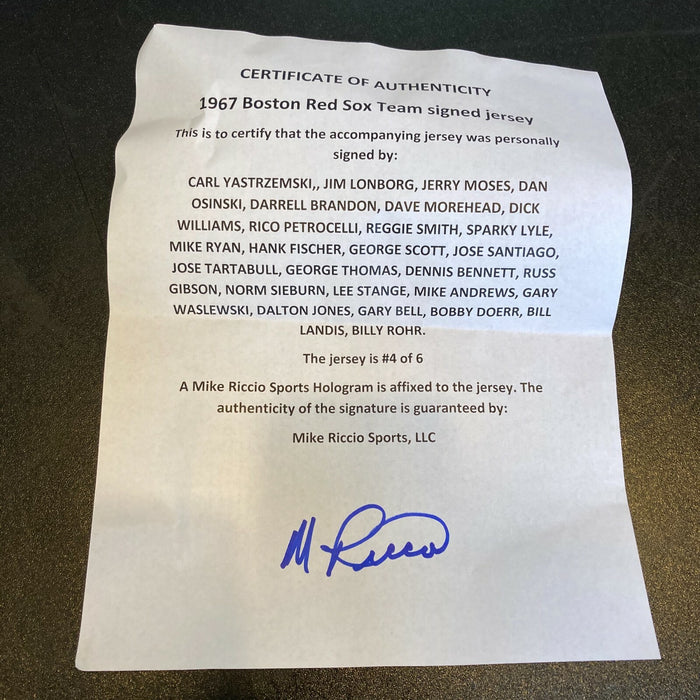 CERTIFICATE OF AUTHENTICITY
1967 Boston Red Sox Team signed jersey
This is to certify that the accompanying jersey was personally
signed by:
CARL YASTRZEMSKI,, JIM LONBORG, JERRY MOSES, DAN
OSINSKI, DARRELL BRANDON, DAVE MOREHEAD, DICK
WILLIAMS, RICO PETROCELLI, REGGIE SMITH, SPARKY LYLE,
MIKE RYAN, HANK FISCHER, GEORGE SCOTT, JOSE SANTIAGO,
JOSE TARTABULL, GEORGE THOMAS, DENNIS BENNETT, RUSS
GIBSON, NORM SIEBURN, LEE STANGE, MIKE ANDREWS, GARY
WASLEWSKI, DALTON JONES, GARY BELL, BOBBY DOERR, BILL
LANDIS, BILLY ROHR.
The jersey is #4 of 6
A Mike Riccio Sports Hologram is affixed to the jersey. The
authenticity of the signature is guaranteed by:
Mike Riccio Sports, LLC
M Riccio